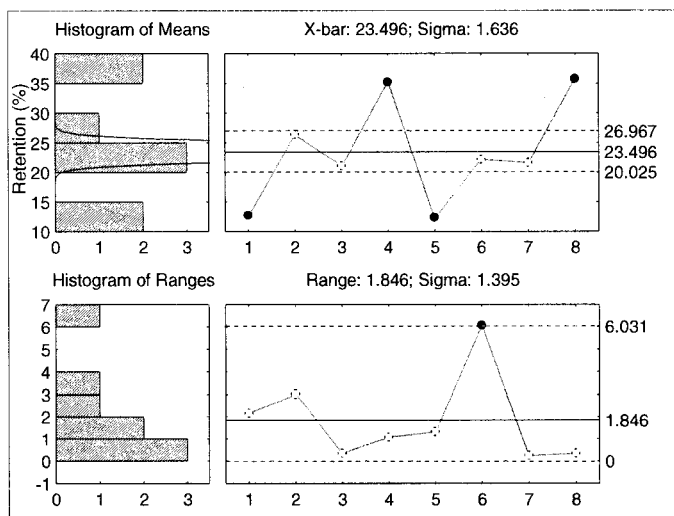 Histogram of Means
X-bar: 23.496; Sigma: 1.636
Retention (%)
40
35
30
25
20
15
10
0 1 2 3
26.967
23.496
20.025
1 2 3 4 5 6 7 8
Histogram of Ranges
Range: 1.846; Sigma: 1.395
7
6
5
4
3
2
1
0
-1
0 1 2 3
6.031
1.846
0
1 2 3 4 5 6 7 8